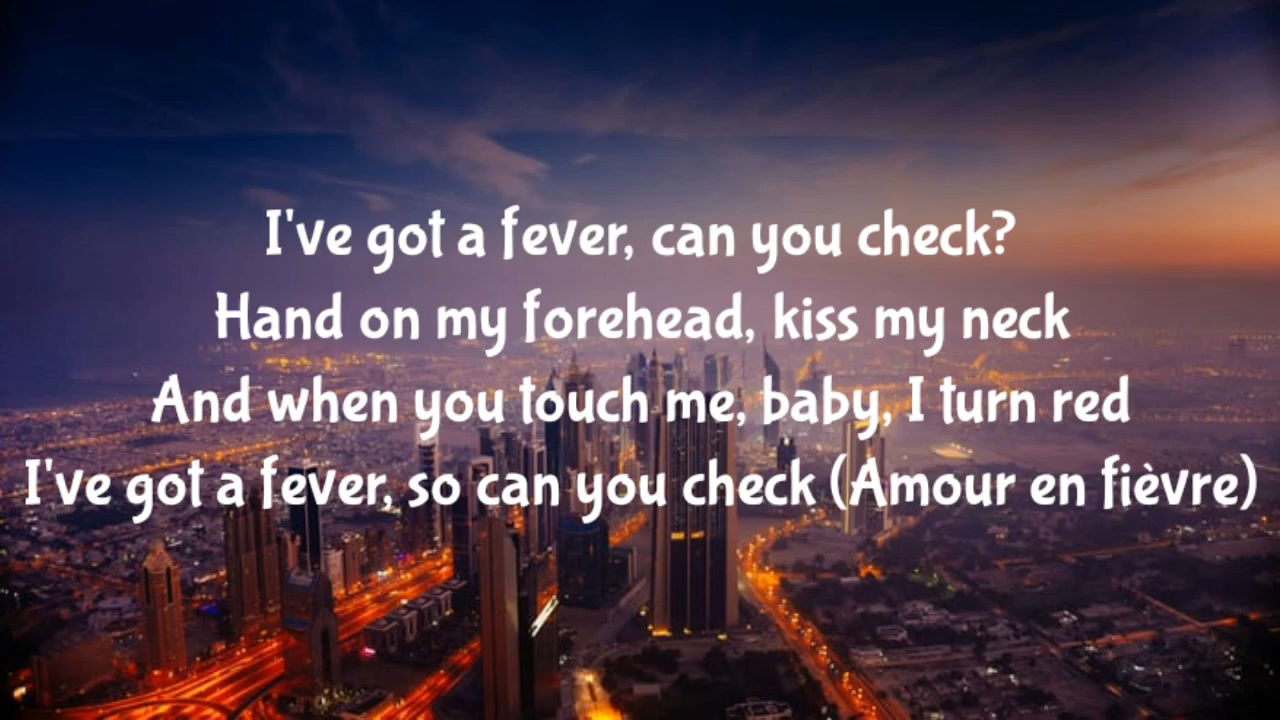 I've got a fever, can you check?
Hand on my forehead, kiss my neck
And when you touch me, baby, I turn red
I've got a fever, so can you check (Amour en fièvre)